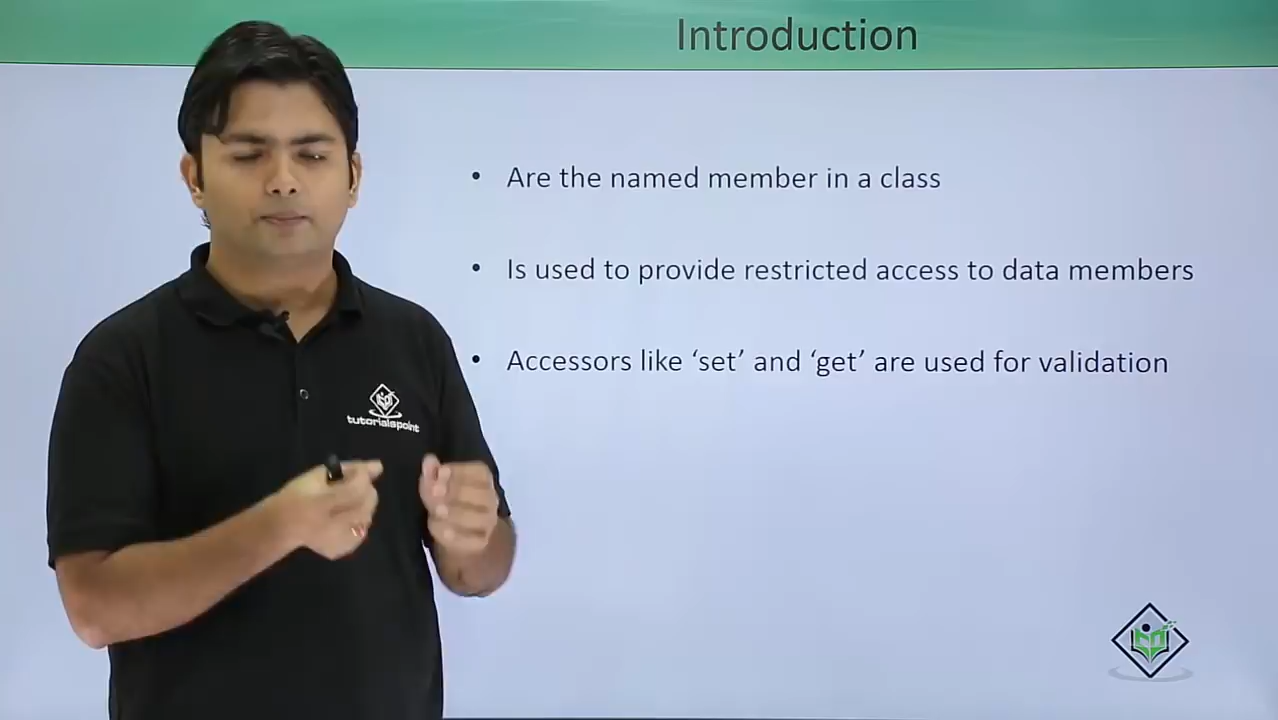 Introduction
• Are the named member in a class
• Is used to provide restricted access to data members
• Accessors like ‘set’ and ‘get’ are used for validation
tutorialspoint